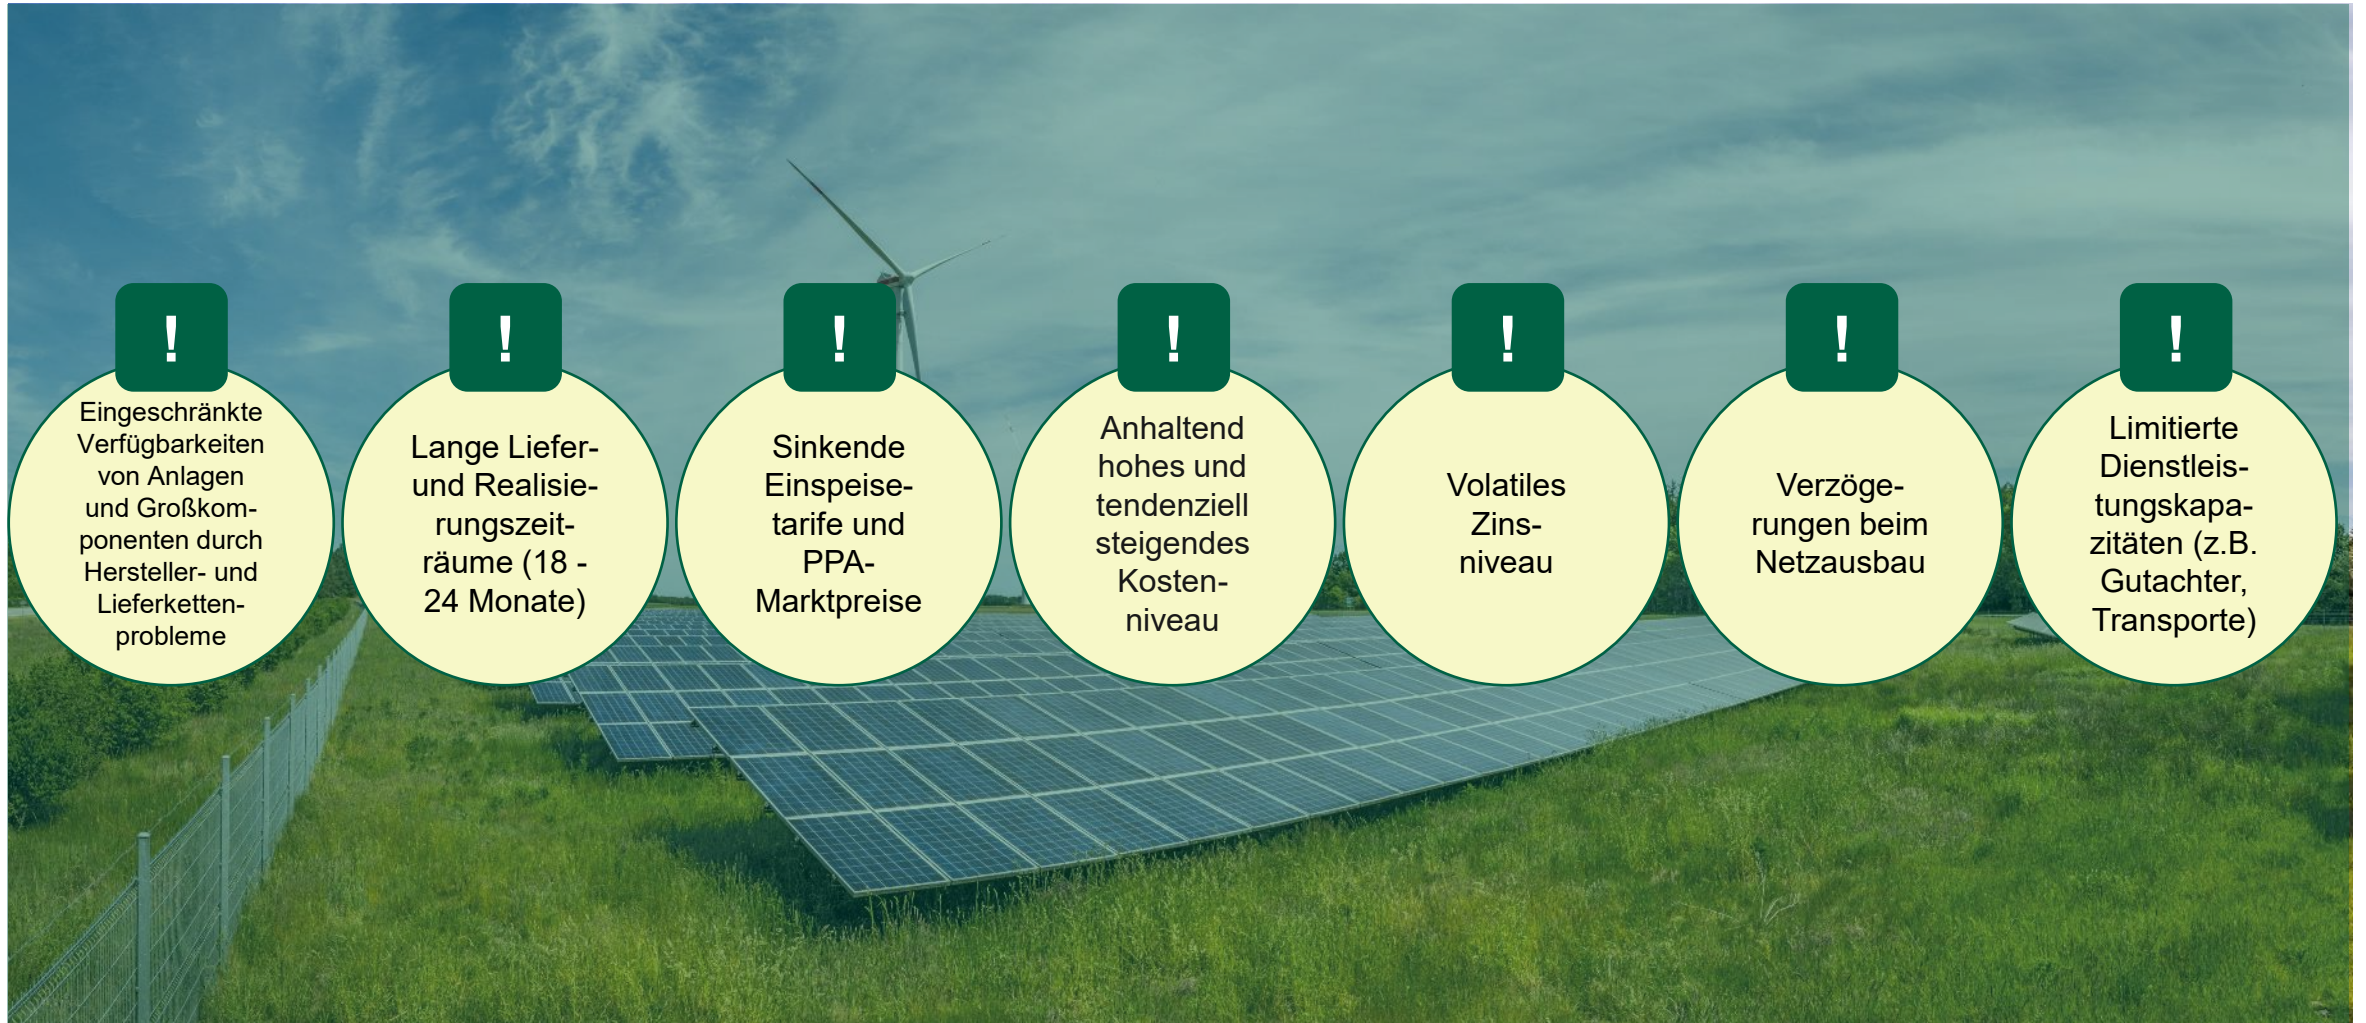 !
Eingeschränkte
Verfügbarkeiten
von Anlagen
und Großkom-
ponenten durch
Hersteller- und
Lieferketten-
probleme
!
Lange Liefer-
und Realisie-
rungszeit-
räume (18 -
24 Monate)
!
Sinkende
Einspeise-
tarife und
PPA-
Marktpreise
!
Anhaltend
hohes und
tendenziell
steigendes
Kosten-
niveau
!
Volatiles
Zins-
niveau
!
Verzöge-
rungen beim
Netzausbau
!
Limitierte
Dienstleis-
tungskapa-
zitäten (z.B.
Gutachter,
Transporte)